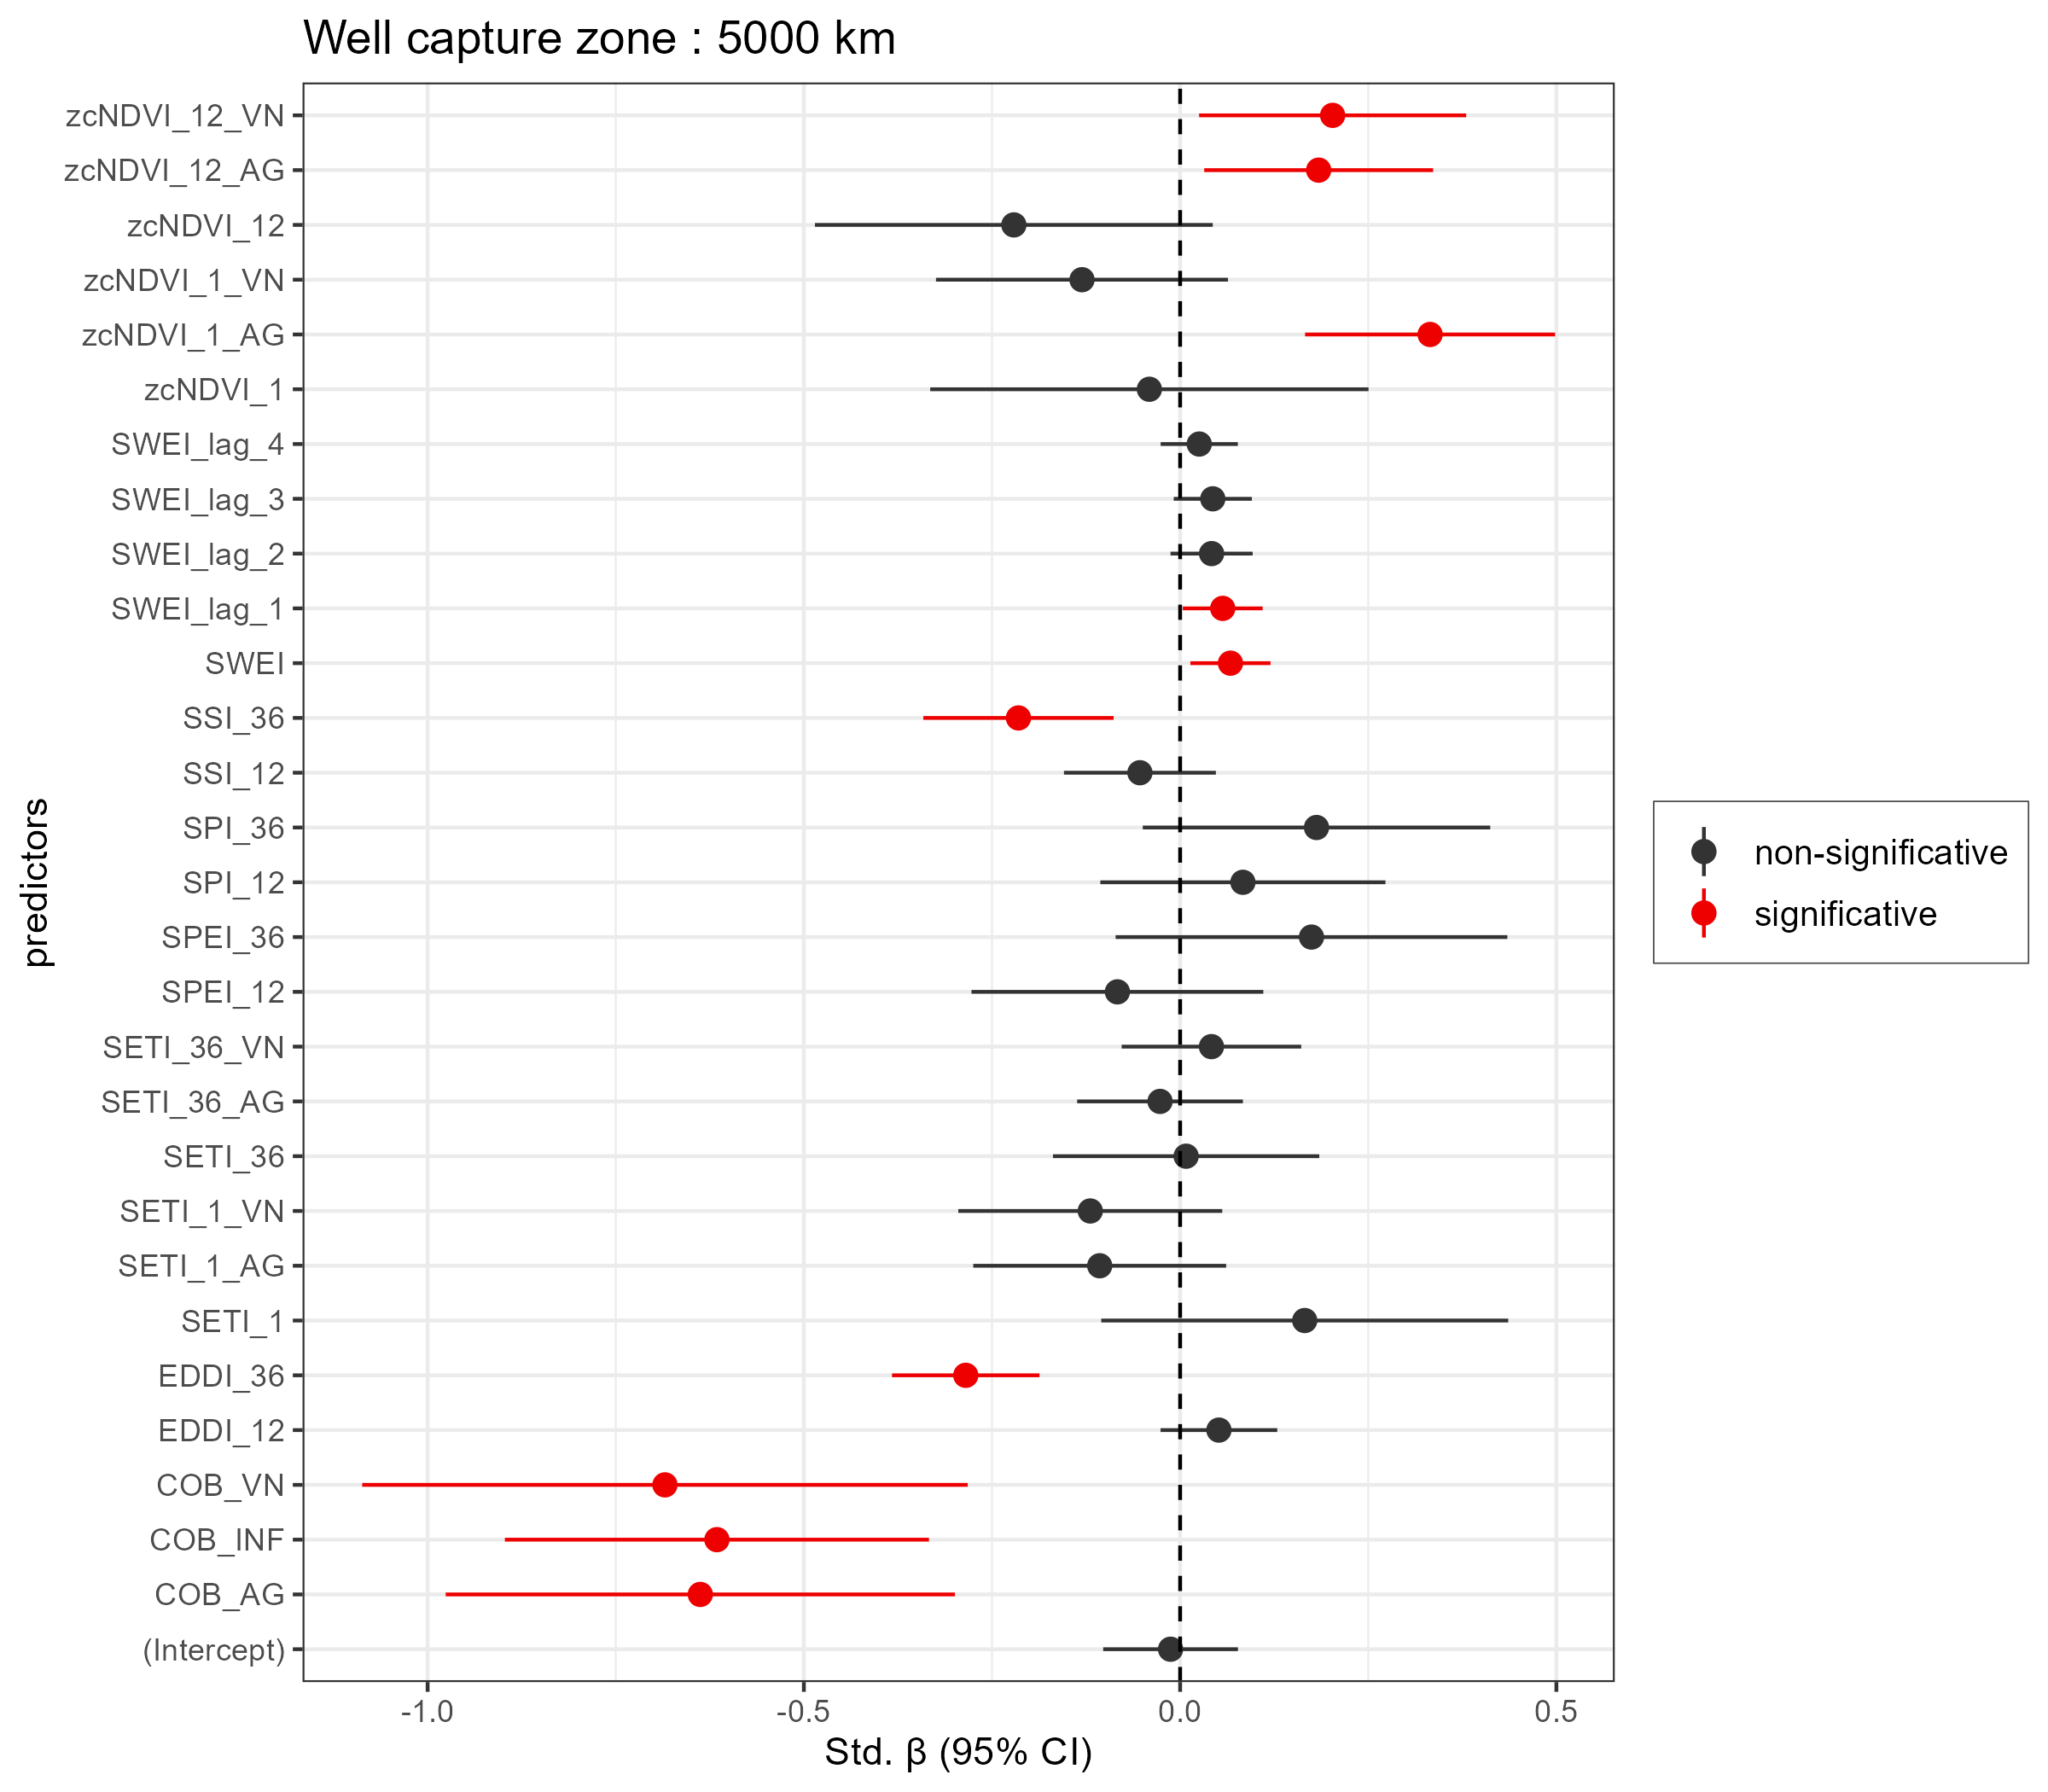 Well capture zone : 5000 km
zcNDVI_12_VN
zcNDVI_12_AG
zcNDVI_12
zcNDVI_1_VN
zcNDVI_1_AG
zcNDVI_1
SWEI_lag_4
SWEI_lag_3
SWEI_lag_2
SWEI_lag_1
SWEI
SSI_36
SSI_12
SPI_36
SPI_12
SPEI_36
SPEI_12
SETI_36_VN
SETI_36_AG
SETI_36
SETI_1_VN
SETI_1_AG
SETI_1
EDDI_36
EDDI_12
COB_VN
COB_INF
COB_AG
(Intercept)
predictors
-1.0 -0.5 0.0 0.5
Std. β (95% CI)
non-significative
significative